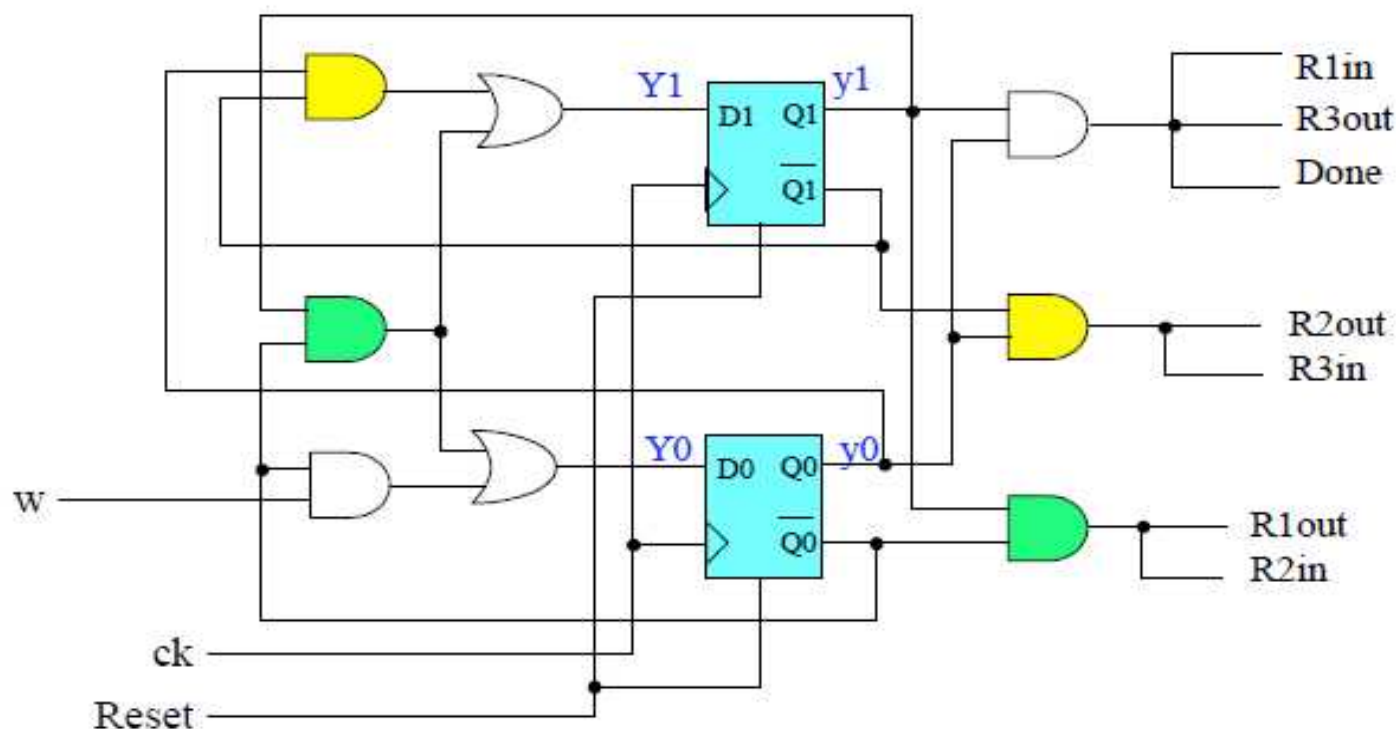 Y1
y1
R1in
D1
Q1
R3out
Done
Q1
R2out
R3in
Y0
y0
D0
Q0
w
Q0
R1out
R2in
ck
Reset